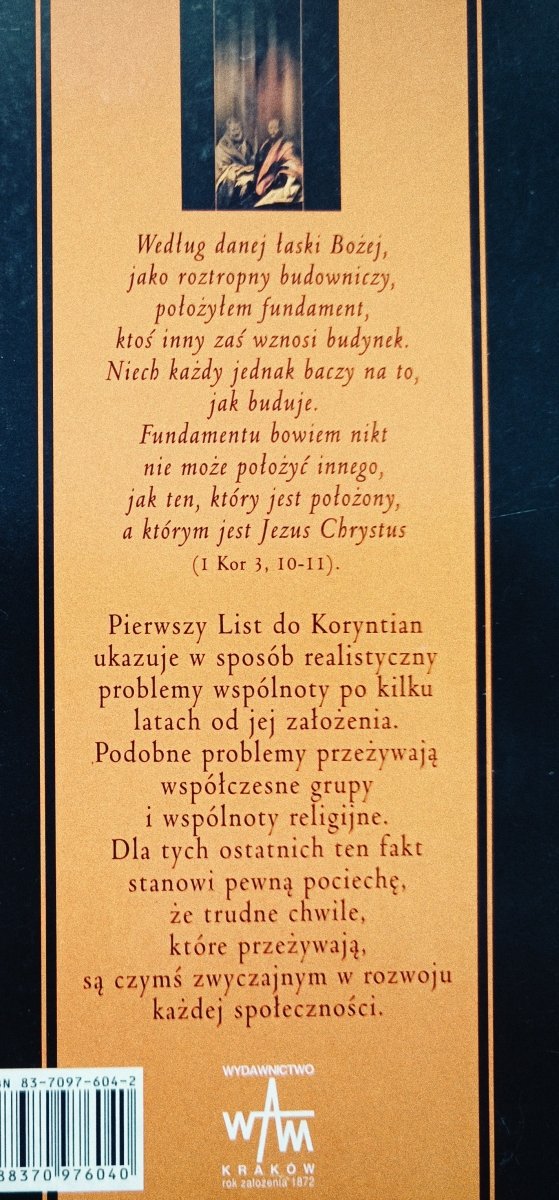 Według danej łaski Bożej,
jako roztropny budowniczy,
położyłem fundament,
ktoś inny zaś wznosi budynek.
Niech każdy jednak baczy na to,
jak buduje.
Fundamentu bowiem nikt
nie może położyć innego,
jak ten, który jest położony,
a którym jest Jezus Chrystus
(1 Kor 3, 10-11).
Pierwszy List do Koryntian
ukazuje w sposób realistyczny
problemy wspólnoty po kilku
latach od jej założenia.
Podobne problemy przeżywają
współczesne grupy
i wspólnoty religijne.
Dla tych ostatnich ten fakt
stanowi pewną pociechę,
że trudne chwile,
które przeżywają,
są czymś zwyczajnym w rozwoju
każdej społeczności.
83-7097-604-2
88370 976040
WYDAWNICTWO
WAM
KRAKÓW
rok założenia 1872